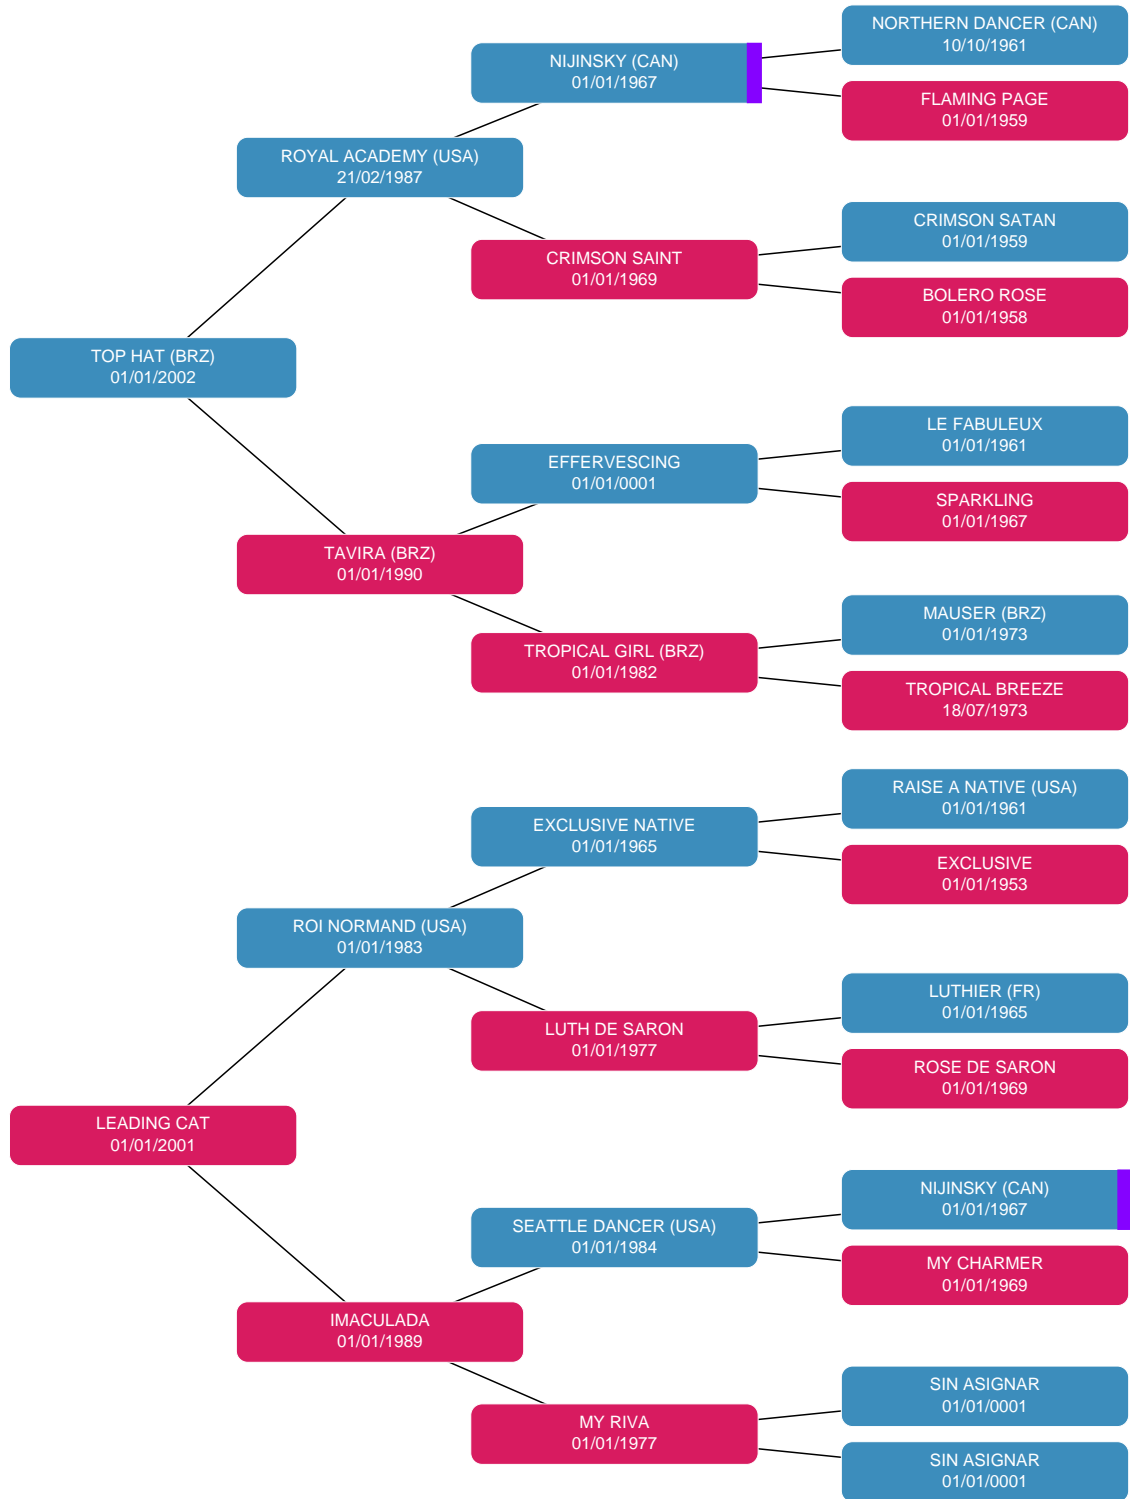 NORTHERN DANCER (CAN)
10/10/1961
NIJINSKY (CAN)
01/01/1967
FLAMING PAGE
01/01/1959
ROYAL ACADEMY (USA)
21/02/1987
CRIMSON SATAN
01/01/1959
CRIMSON SAINT
01/01/1969
BOLERO ROSE
01/01/1958
TOP HAT (BRZ)
01/01/2002
LE FABULEUX
01/01/1961
EFFERVESCING
01/01/0001
SPARKLING
01/01/1967
TAVIRA (BRZ)
01/01/1990
MAUSER (BRZ)
01/01/1973
TROPICAL GIRL (BRZ)
01/01/1982
TROPICAL BREEZE
18/07/1973
RAISE A NATIVE (USA)
01/01/1961
EXCLUSIVE NATIVE
01/01/1965
EXCLUSIVE
01/01/1953
ROI NORMAND (USA)
01/01/1983
LUTHIER (FR)
01/01/1965
LUTH DE SARON
01/01/1977
ROSE DE SARON
01/01/1969
LEADING CAT
01/01/2001
NIJINSKY (CAN)
01/01/1967
SEATTLE DANCER (USA)
01/01/1984
MY CHARMER
01/01/1969
IMACULADA
01/01/1989
SIN ASIGNAR
01/01/0001
MY RIVA
01/01/1977
SIN ASIGNAR
01/01/0001